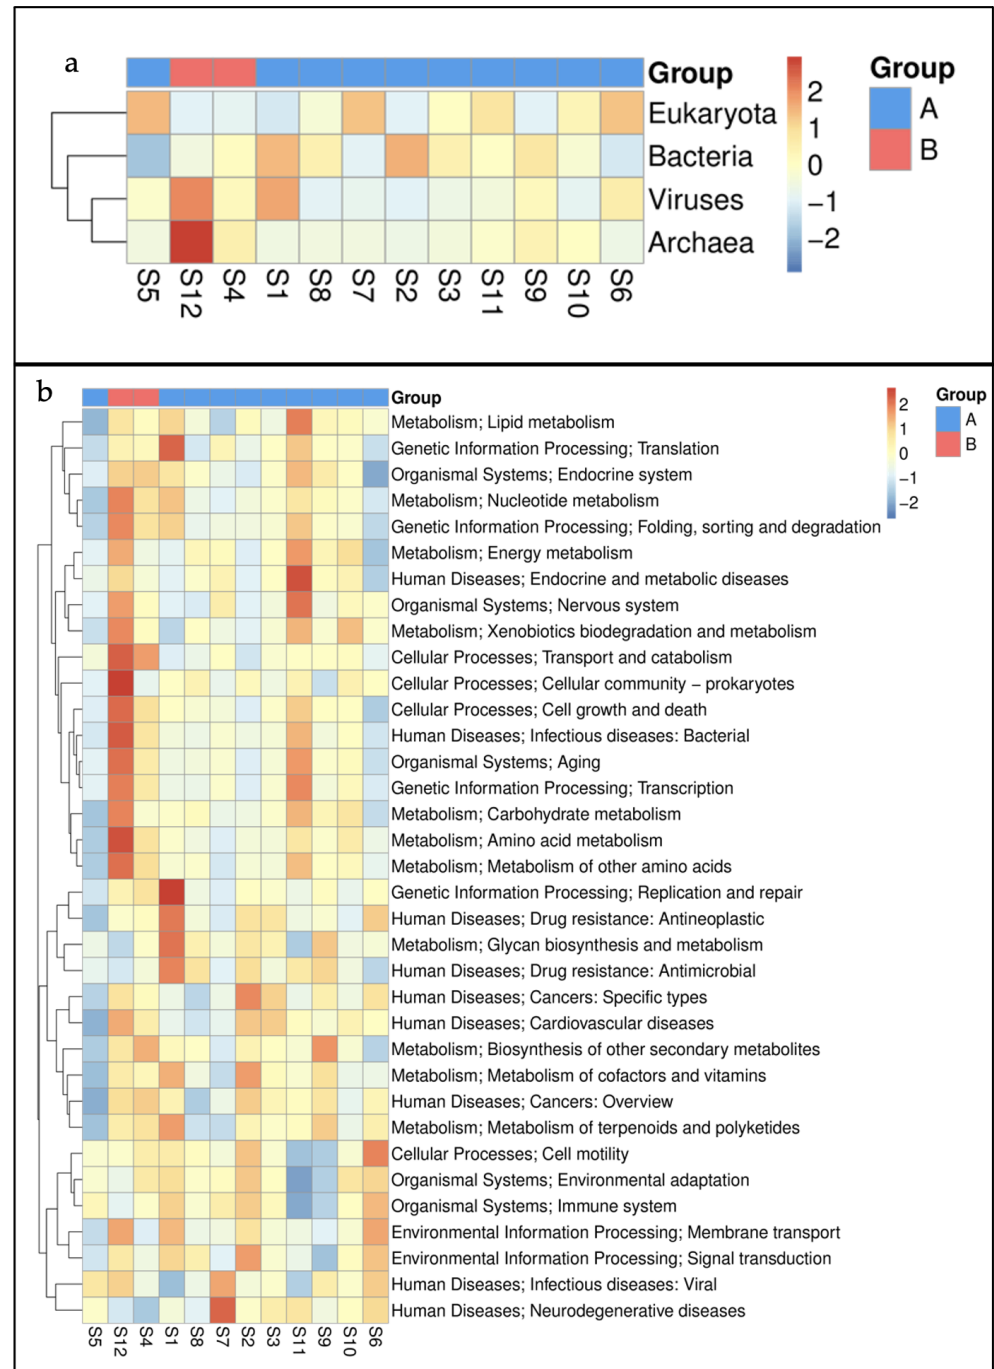 a
Group
Eukaryota
Bacteria
Viruses
Archaea
2
1
0
−1
−2
Group
A
B
S5 S12 S4 S1 S8 S7 S2 S3 S11 S9 S10 S6
b
Group
Metabolism; Lipid metabolism
Genetic Information Processing; Translation
Organismal Systems; Endocrine system
Metabolism; Nucleotide metabolism
Genetic Information Processing; Folding, sorting and degradation
Metabolism; Energy metabolism
Human Diseases; Endocrine and metabolic diseases
Organismal Systems; Nervous system
Metabolism; Xenobiotics biodegradation and metabolism
Cellular Processes; Transport and catabolism
Cellular Processes; Cellular community − prokaryotes
Cellular Processes; Cell growth and death
Human Diseases; Infectious diseases: Bacterial
Organismal Systems; Aging
Genetic Information Processing; Transcription
Metabolism; Carbohydrate metabolism
Metabolism; Amino acid metabolism
Metabolism; Metabolism of other amino acids
Genetic Information Processing; Replication and repair
Human Diseases; Drug resistance: Antineoplastic
Metabolism; Glycan biosynthesis and metabolism
Human Diseases; Drug resistance: Antimicrobial
Human Diseases; Cancers: Specific types
Human Diseases; Cardiovascular diseases
Metabolism; Biosynthesis of other secondary metabolites
Metabolism; Metabolism of cofactors and vitamins
Human Diseases; Cancers: Overview
Metabolism; Metabolism of terpenoids and polyketides
Cellular Processes; Cell motility
Organismal Systems; Environmental adaptation
Organismal Systems; Immune system
Environmental Information Processing; Membrane transport
Environmental Information Processing; Signal transduction
Human Diseases; Infectious diseases: Viral
Human Diseases; Neurodegenerative diseases
2
1
0
−1
−2
Group
A
B
S5 S12 S4 S1 S8 S7 S2 S3 S11 S9 S10 S6